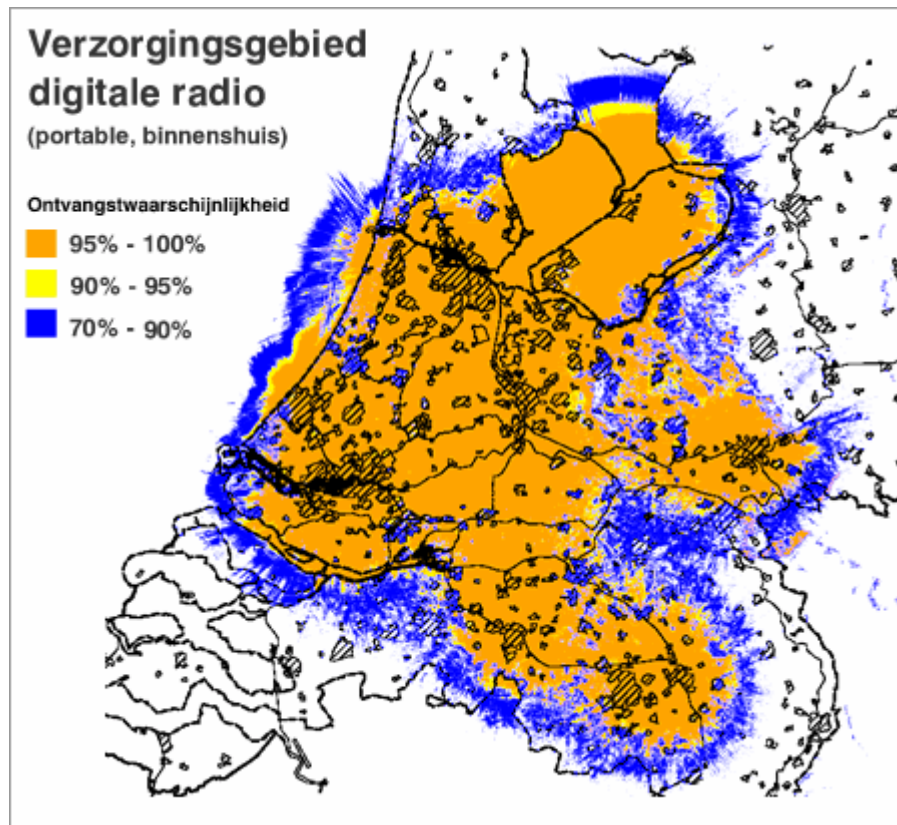 Verzorgingsgebied
digitale radio
(portable, binnenshuis)
Ontvangstwaarschijnlijkheid
95% - 100%
90% - 95%
70% - 90%